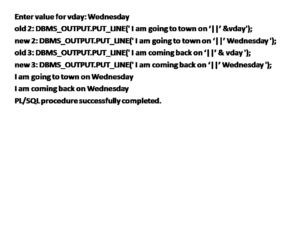 Enter value for vday: Wednesday
old 2: DBMS_OUTPUT.PUT_LINE(' I am going to town on '||' &vday');
new 2: DBMS_OUTPUT.PUT_LINE(' I am going to town on '||' Wednesday ');
old 3: DBMS_OUTPUT.PUT_LINE(' I am coming back on '||' & vday ');
new 3: DBMS_OUTPUT.PUT_LINE(' I am coming back on '||' Wednesday ');
I am going to town on Wednesday
I am coming back on Wednesday
PL/SQL procedure successfully completed.